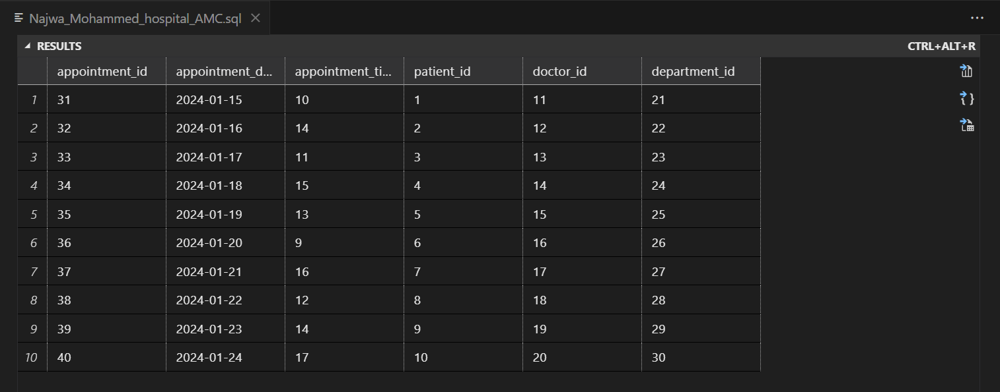 Najwa_Mohammed_hospital_AMC.sql
RESULTS CTRL+ALT+R
appointment_id appointment_d... appointment_ti... patient_id doctor_id department_id
1 31 2024-01-15 10 1 11 21
2 32 2024-01-16 14 2 12 22
3 33 2024-01-17 11 3 13 23
4 34 2024-01-18 15 4 14 24
5 35 2024-01-19 13 5 15 25
6 36 2024-01-20 9 6 16 26
7 37 2024-01-21 16 7 17 27
8 38 2024-01-22 12 8 18 28
9 39 2024-01-23 14 9 19 29
10 40 2024-01-24 17 10 20 30